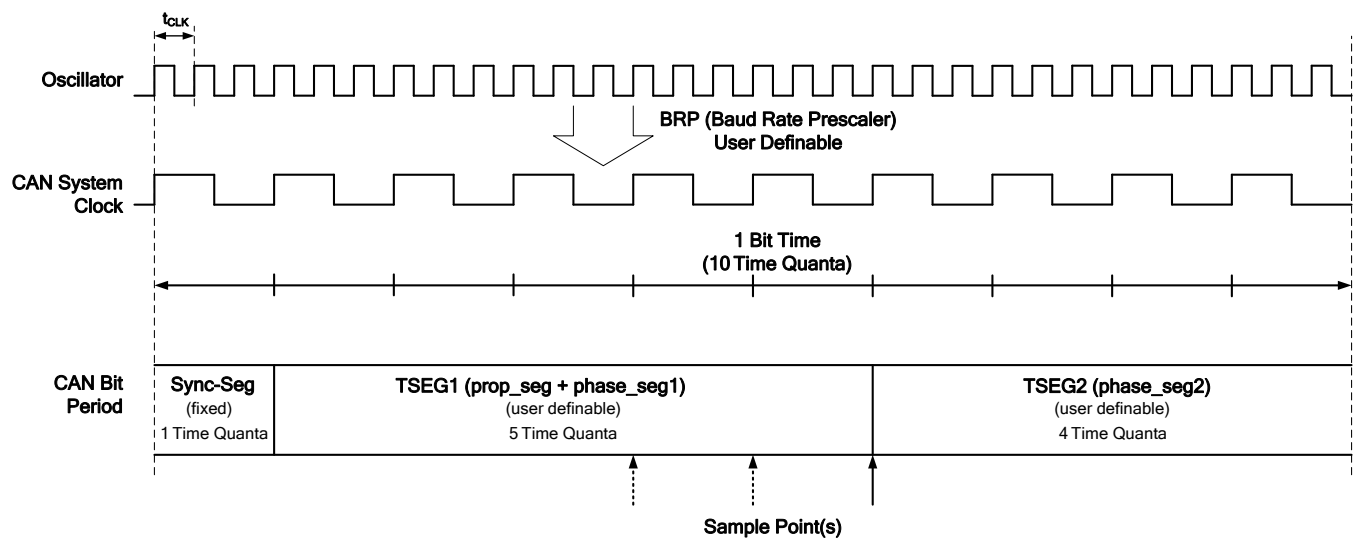 tCLK
Oscillator
BRP (Baud Rate Prescaler)
User Definable
CAN System
Clock
1 Bit Time
(10 Time Quanta)
CAN Bit
Period
Sync-Seg
(fixed)
1 Time Quanta
TSEG1 (prop_seg + phase_seg1)
(user definable)
5 Time Quanta
TSEG2 (phase_seg2)
(user definable)
4 Time Quanta
Sample Point(s)